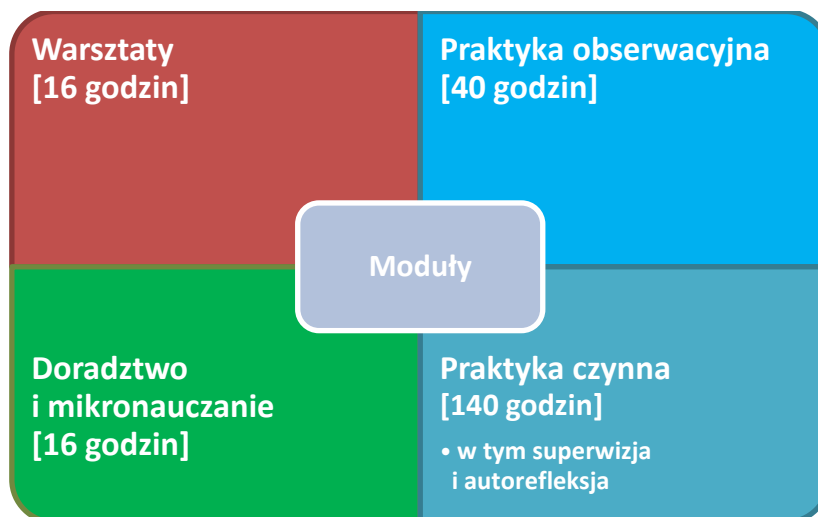 Warsztaty
[16 godzin]
Praktyka obserwacyjna
[40 godzin]
Moduły
Doradztwo
i mikronauczanie
[16 godzin]
Praktyka czynna
[140 godzin]
• w tym superwizja
i autorefleksja